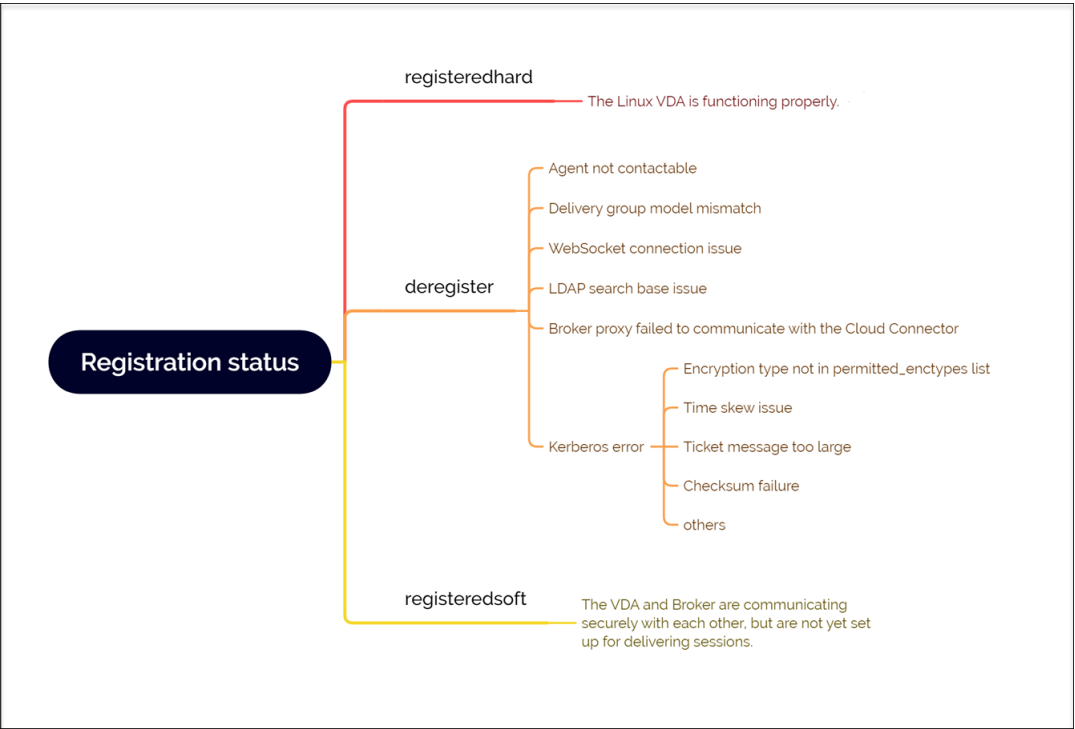 registeredhard
The Linux VDA is functioning properly.
Agent not contactable
Delivery group model mismatch
WebSocket connection issue
deregister
LDAP search base issue
Broker proxy failed to communicate with the Cloud Connector
Registration status
Encryption type not in permitted_enctypes list
Time skew issue
Kerberos error
Ticket message too large
Checksum failure
others
registeredsoft
The VDA and Broker are communicating
securely with each other, but are not yet set
up for delivering sessions.